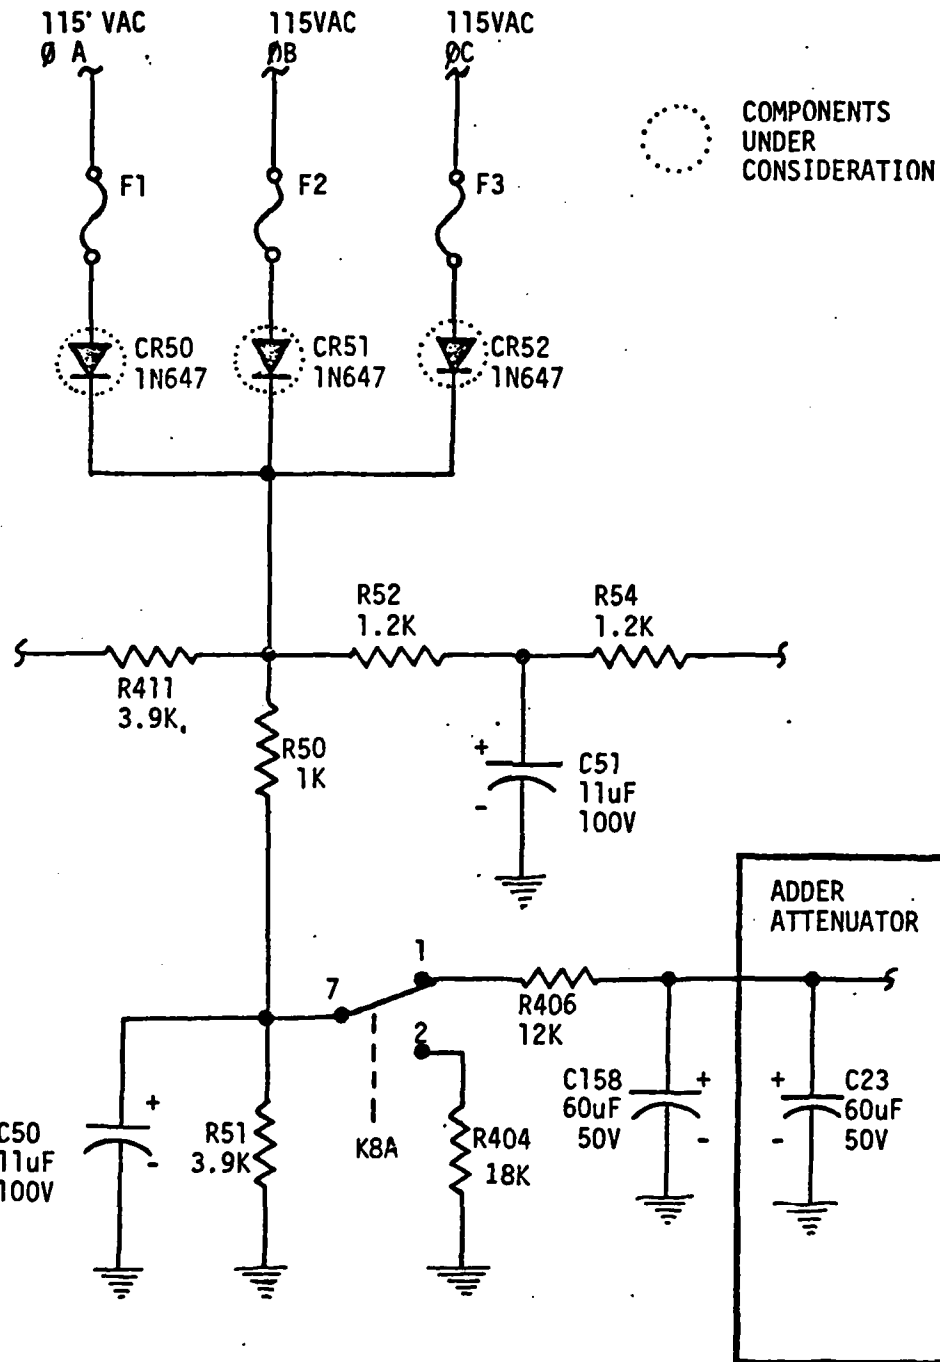 115' VAC
Ø A
115VAC
ØB
115VAC
ØC
COMPONENTS
UNDER
CONSIDERATION
F1
F2
F3
CR50
1N647
CR51
1N647
CR52
1N647
R52
1.2K
R54
1.2K
R411
3.9K.
R50
1K
+
-
C51
11uF
100V
ADDER
ATTENUATOR
7
1
2
R406
12K
K8A
R404
18K
C50
11uF
100V
+
-
R51
3.9K
C158
60uF
50V
+
-
+
-
C23
60uF
50V